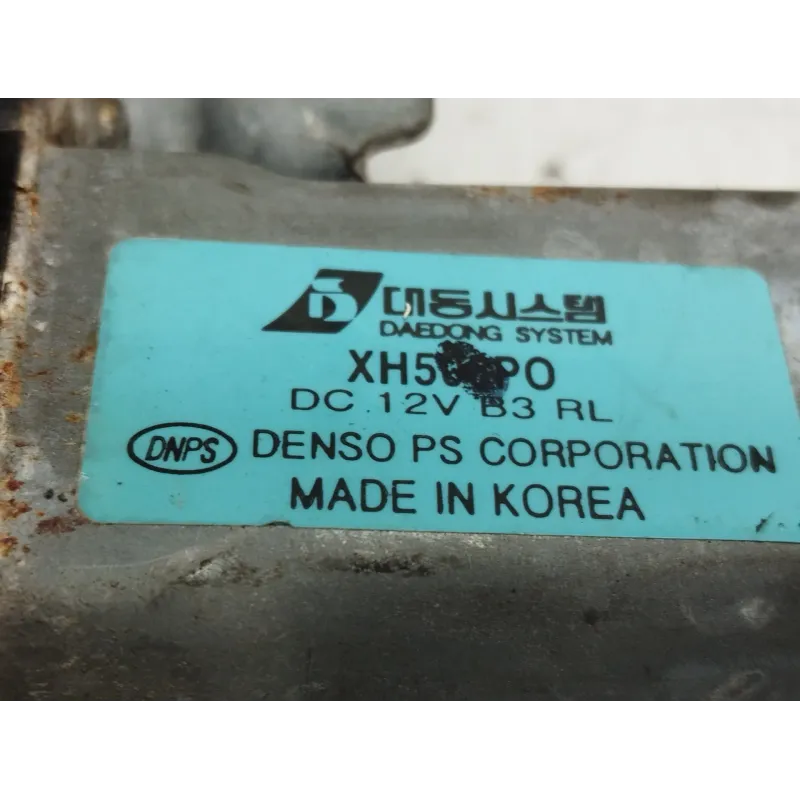 대동시스템
DAEDONG SYSTEM
DC 12V B3 RL
DNPS DENSO PS CORPORATION
MADE IN KOREA